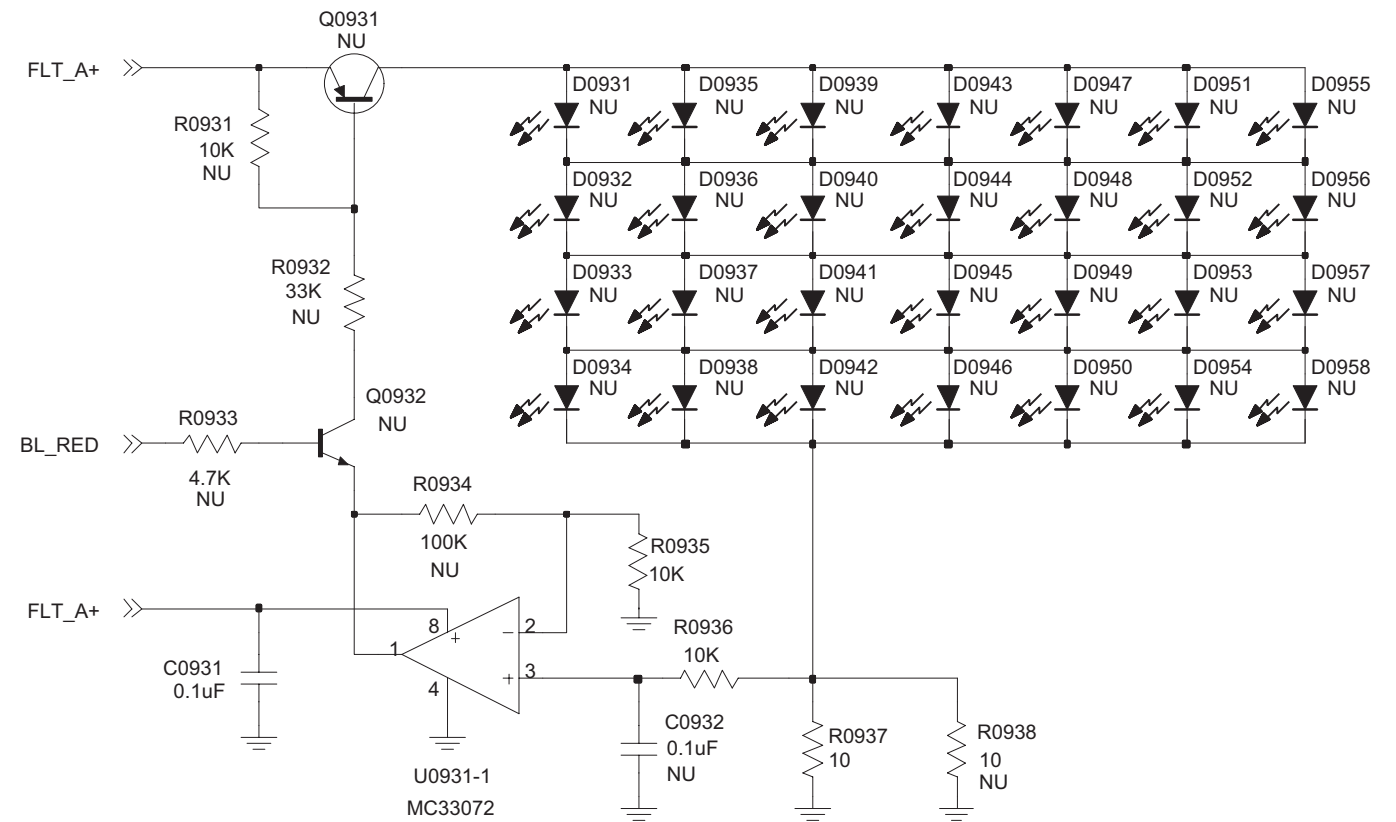 Q0931
NU
FLT_A+
D0931
NU
D0935
NU
D0939
NU
D0943
NU
D0947
NU
D0951
NU
D0955
NU
R0931
10K
NU
D0932
NU
D0936
NU
D0940
NU
D0944
NU
D0948
NU
D0952
NU
D0956
NU
R0932
33K
NU
D0933
NU
D0937
NU
D0941
NU
D0945
NU
D0949
NU
D0953
NU
D0957
NU
D0934
NU
D0938
NU
D0942
NU
D0946
NU
D0950
NU
D0954
NU
D0958
NU
Q0932
NU
R0933
BL_RED
4.7K
NU
R0934
100K
NU
R0935
10K
FLT_A+
8
+
1
4
− 2
+ 3
R0936
10K
C0931
0.1uF
C0932
0.1uF
NU
R0937
10
R0938
10
NU
U0931-1
MC33072